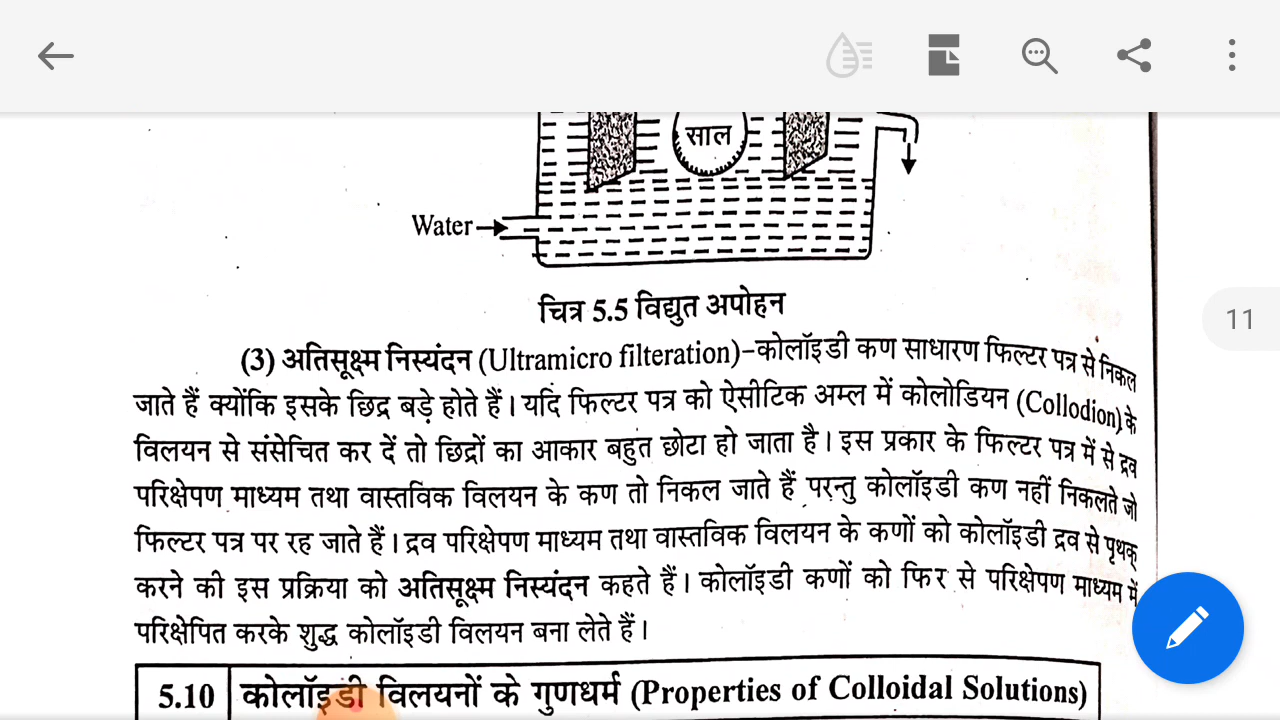 साल
Water
11
चित्र 5.5 विद्युत अपोहन
(3) अतिसूक्ष्म निस्यंदन (Ultramicro filteration)–कोलॉइडी कण साधारण फिल्टर पत्र से निकल
जाते हैं क्योंकि इसके छिद्र बड़े होते हैं। यदि फिल्टर पत्र को ऐसीटिक अम्ल में कोलोडियन (Collodion) के
विलयन से संसेचित कर दें तो छिद्रों का आकार बहुत छोटा हो जाता है। इस प्रकार के फिल्टर पत्र में से द्रव
परिक्षेपण माध्यम तथा वास्तविक विलयन के कण तो निकल जाते हैं परन्तु कोलॉइडी कण नहीं निकलते जो
फिल्टर पत्र पर रह जाते हैं। द्रव परिक्षेपण माध्यम तथा वास्तविक विलयन के कणों को कोलॉइडी द्रव से पृथक्
करने की इस प्रक्रिया को अतिसूक्ष्म निस्यंदन कहते हैं। कोलॉइडी कणों को फिर से परिक्षेपण माध्यम में
परिक्षेपित करके शुद्ध कोलॉइडी विलयन बना लेते हैं।
5.10 कोलॉइडी विलयनों के गुणधर्म (Properties of Colloidal Solutions)